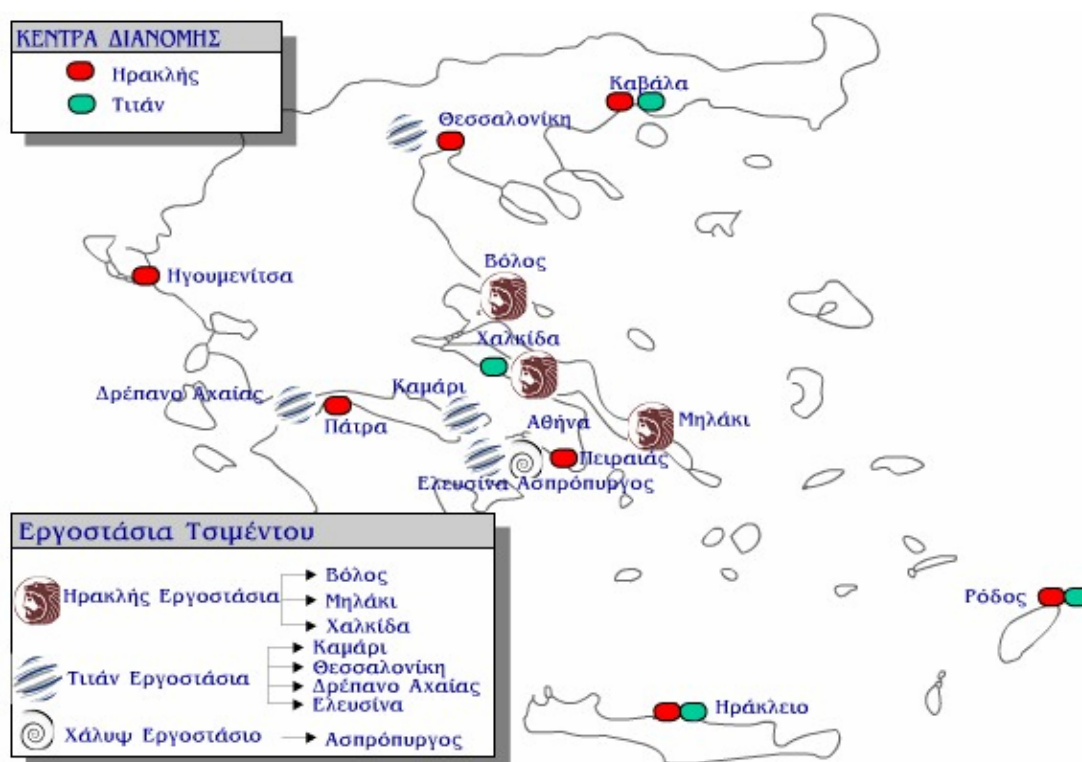 ΚΕΝΤΡΑ ΔΙΑΝΟΜΗΣ
Ηρακλής
Τιτάν
Καβάλα
Θεσσαλονίκη
Ηγουμενίτσα
Βόλος
Χαλκίδα
Δρέπανο Αχαίας
Καμάρι
Πάτρα
Αθήνα
Μηλάκι
Πειραιάς
Ελευσίνα Ασπρόπυργος
Εργοστάσια Τσιμέντου
Ηρακλής Εργοστάσια
Βόλος
Μηλάκι
Χαλκίδα
Τιτάν Εργοστάσια
Καμάρι
Θεσσαλονίκη
Δρέπανο Αχαίας
Ελευσίνα
Χάλυψ Εργοστάσιο
Ασπρόπυργος
Ρόδος
Ηράκλειο